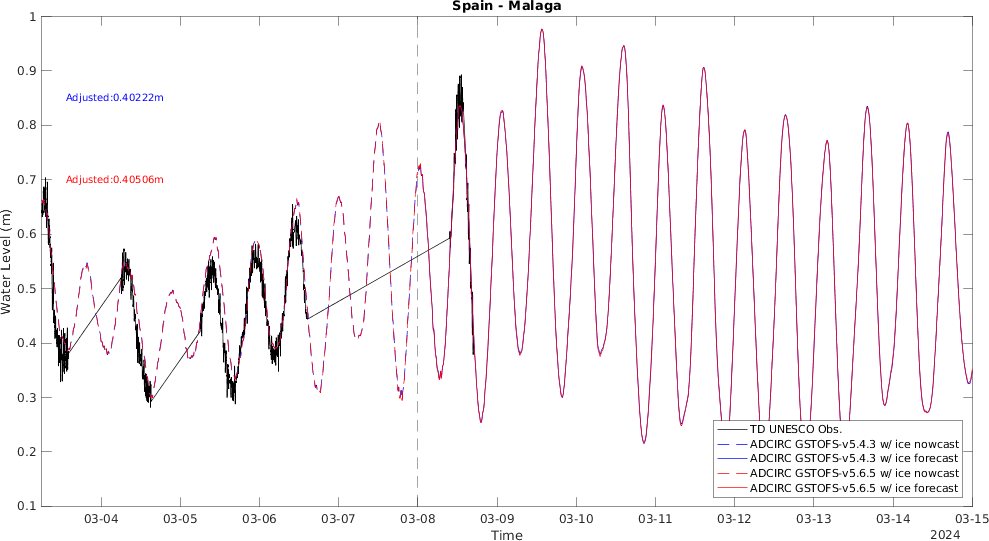 Spain - Malaga
1
0.9
0.8
0.7
0.6
0.5
0.4
0.3
0.2
0.1
Water Level (m)
Adjusted:0.40222m
Adjusted:0.40506m
TD UNESCO Obs.
ADCIRC GSTOFS-v5.4.3 w/ ice nowcast
ADCIRC GSTOFS-v5.4.3 w/ ice forecast
ADCIRC GSTOFS-v5.6.5 w/ ice nowcast
ADCIRC GSTOFS-v5.6.5 w/ ice forecast
03-04 03-05 03-06 03-07 03-08 03-09 03-10 03-11 03-12 03-13 03-14 03-15
Time
2024